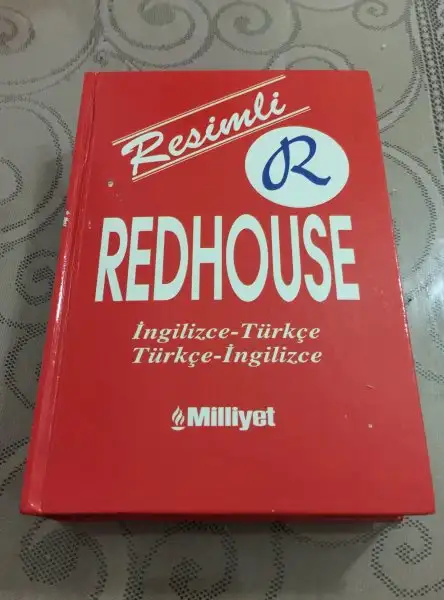 Resimli
R
REDHOUSE
İngilizce-Türkçe
Türkçe-İngilizce
Milliyet